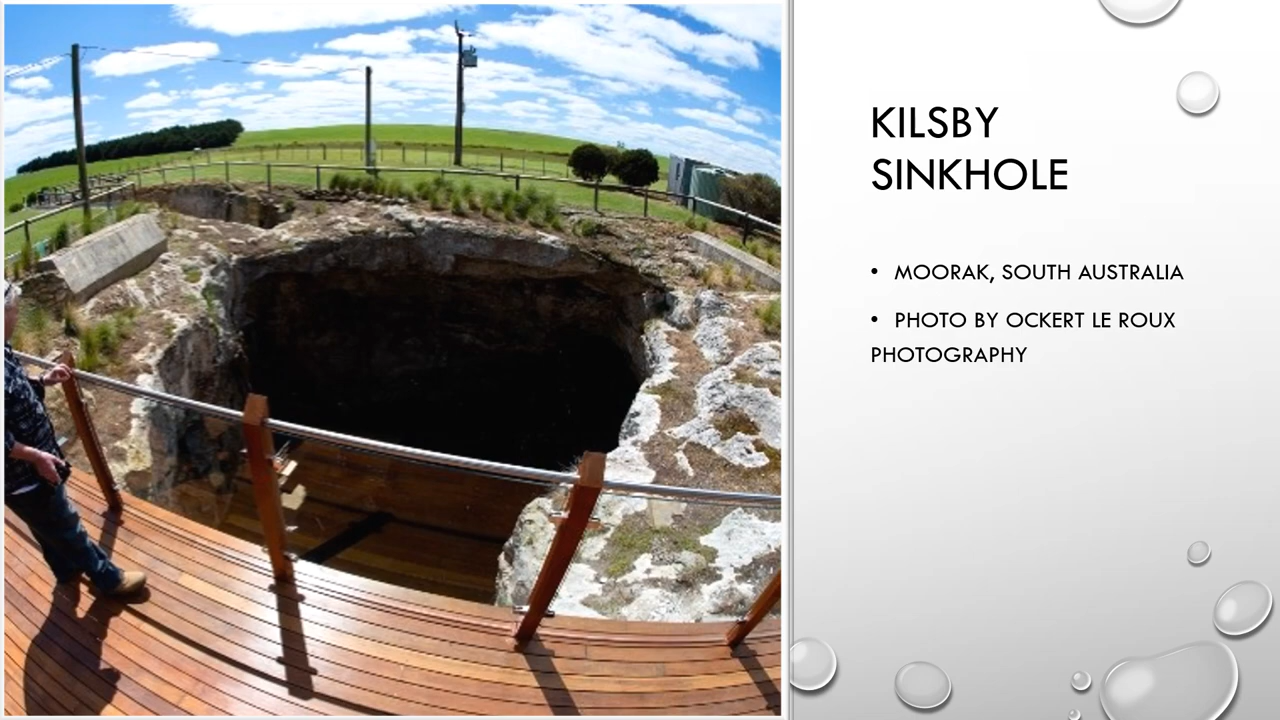 KILSBY
SINKHOLE
• MOORAK, SOUTH AUSTRALIA
• PHOTO BY OCKERT LE ROUX
PHOTOGRAPHY